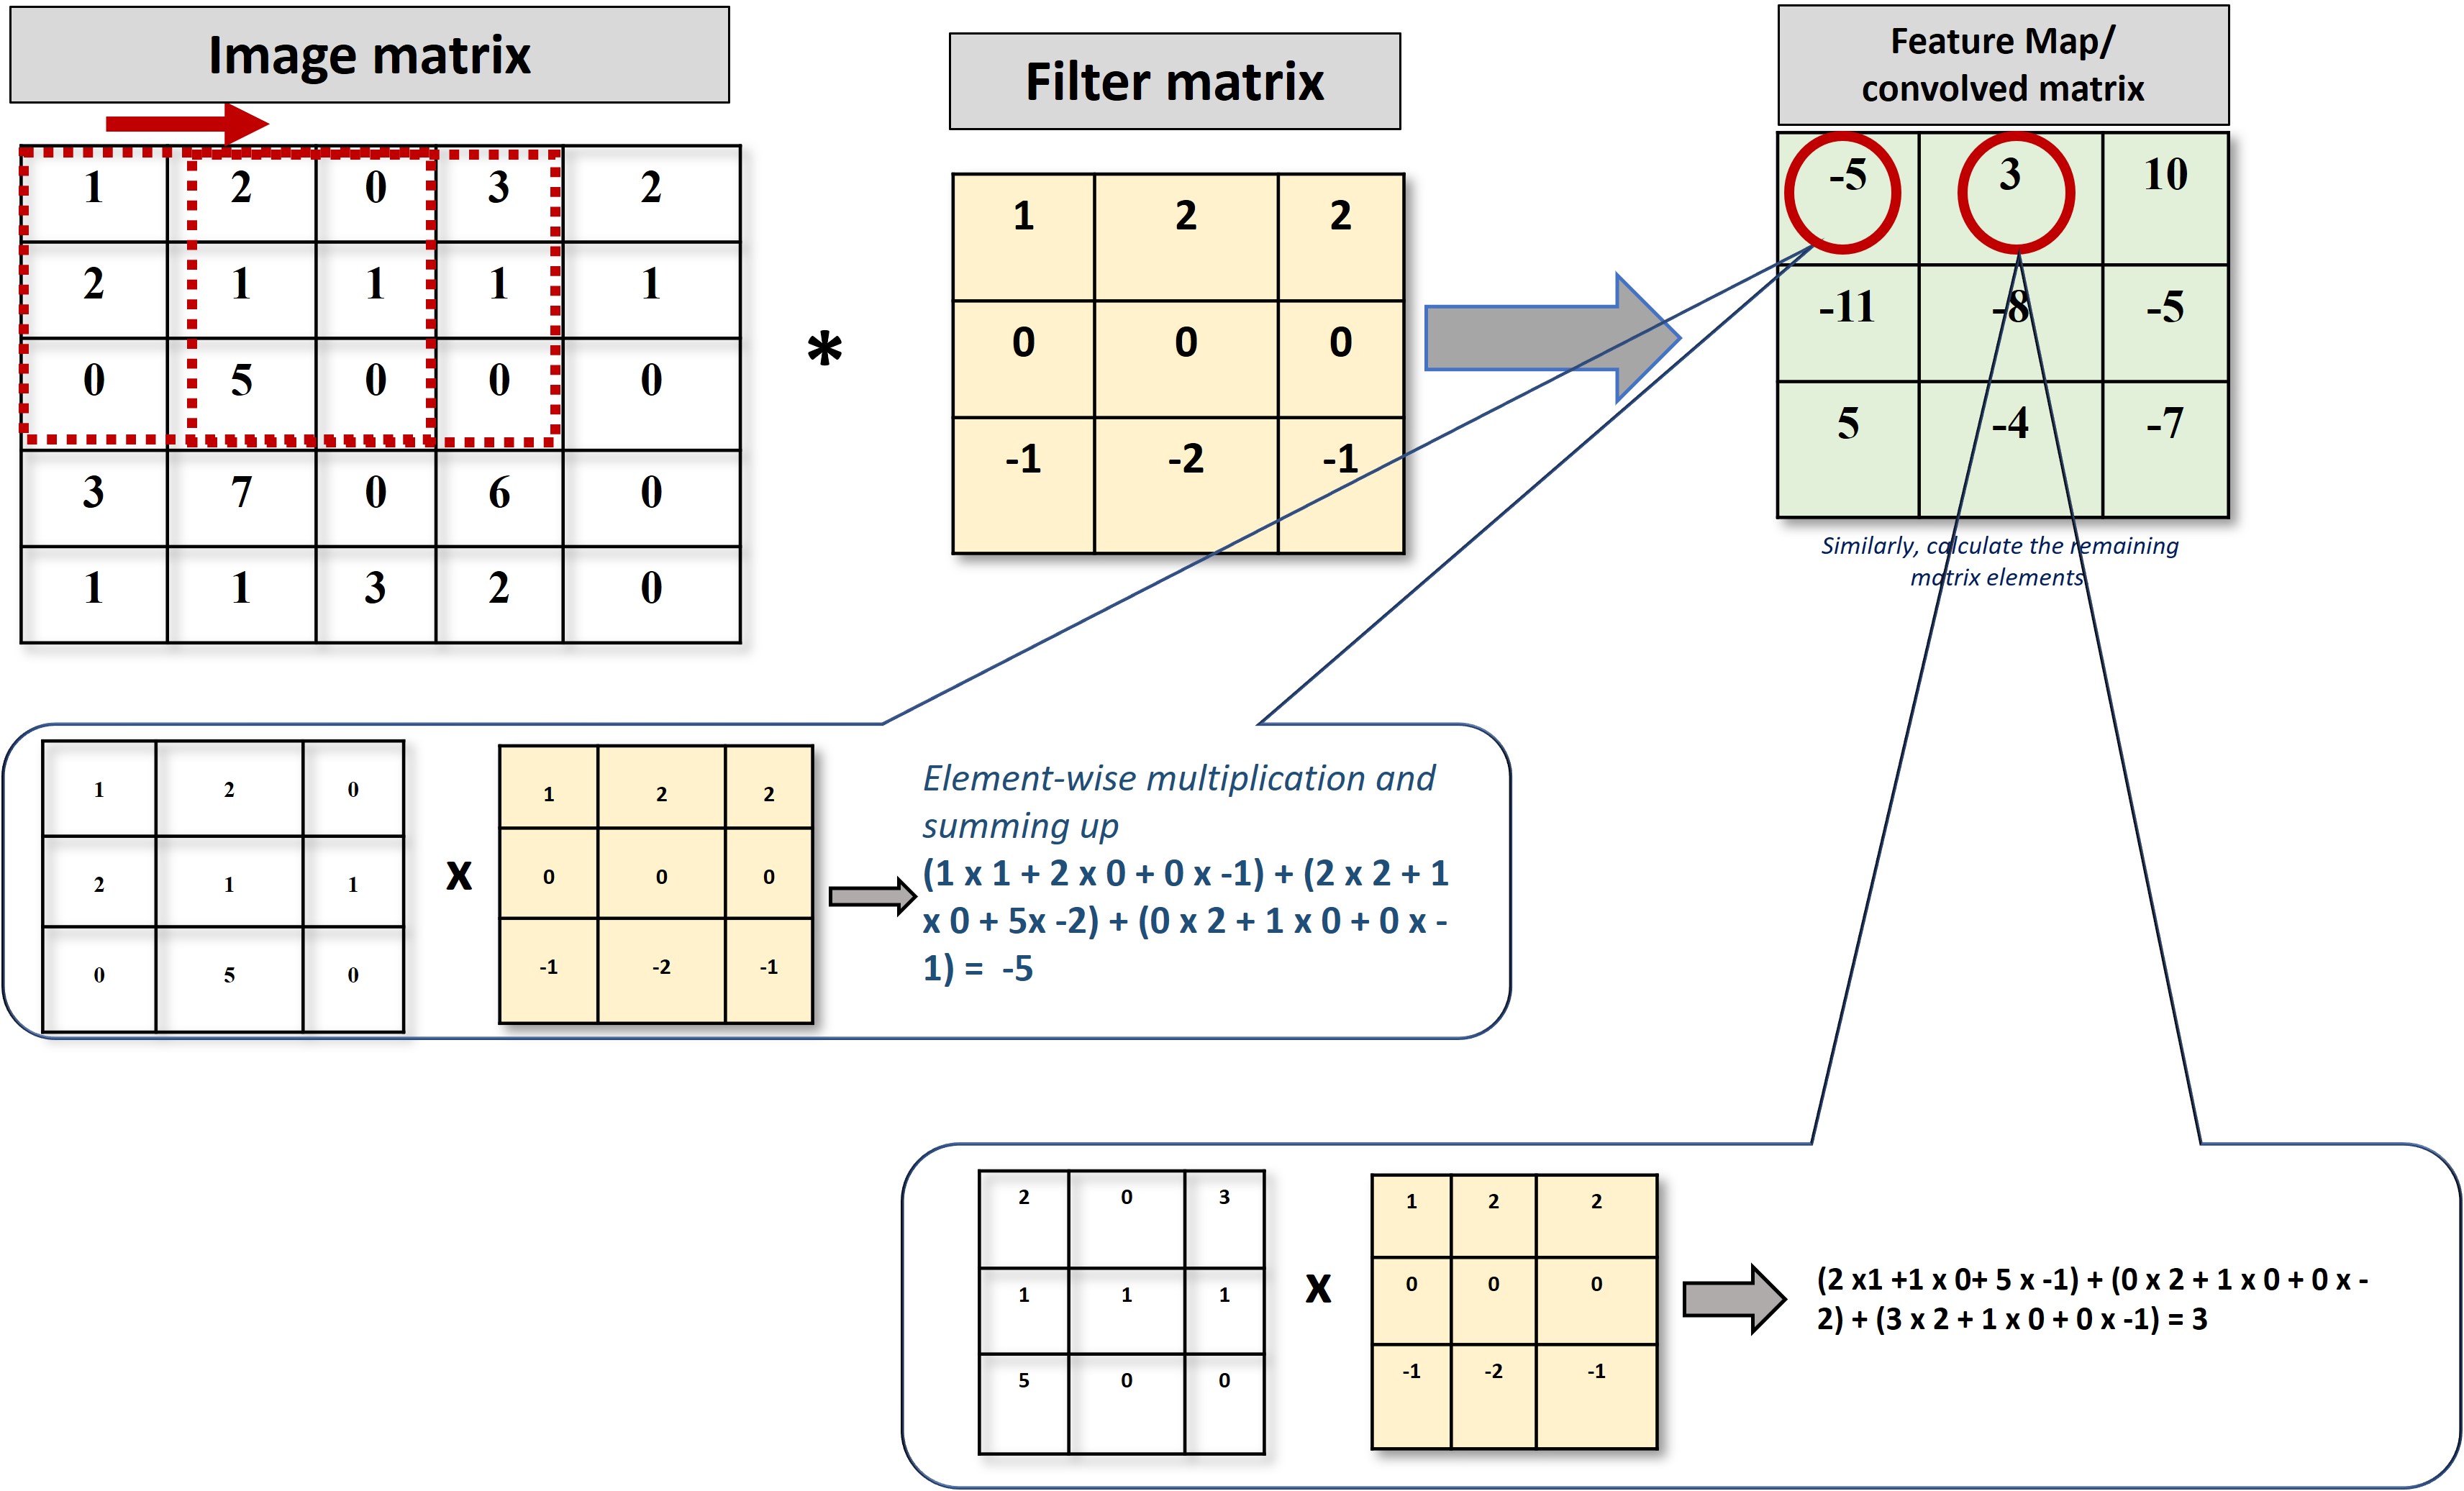 Image matrix
Filter matrix
Feature Map/
convolved matrix
1 2 0 3 2
2 1 1 1 1
0 5 0 0 0
3 7 0 6 0
1 1 3 2 0
*
1 2 2
0 0 0
-1 -2 -1
-5 3 10
-11 -8 -5
5 -4 -7
Similarly, calculate the remaining
matrix elements
1 2 0
2 1 1
0 5 0
x
1 2 2
0 0 0
-1 -2 -1
Element-wise multiplication and
summing up
(1 x 1 + 2 x 0 + 0 x -1) + (2 x 2 + 1
x 0 + 5x -2) + (0 x 2 + 1 x 0 + 0 x -
1) = -5
2 0 3
1 1 1
5 0 0
x
1 2 2
0 0 0
-1 -2 -1
(2 x1 +1 x 0+ 5 x -1) + (0 x 2 + 1 x 0 + 0 x -
2) + (3 x 2 + 1 x 0 + 0 x -1) = 3